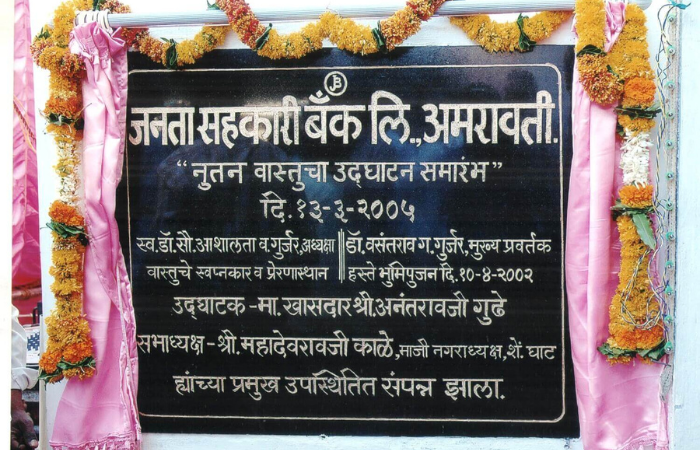 JB
जनता सहकारी बँक लि., अमरावती.
“नुतन वास्तुचा उद्‌घाटन समारंभ”
दि. १३-३-२००५
स्व.डॉ.सौ.आशालता व.गुर्जर,अध्यक्षा || डॉ.वसंतराव ग.गुर्जर,मुख्य प्रवर्तक
वास्तुचे स्वप्नकार व प्रेरणास्थान || हस्ते भुमिपुजन दि.१०-४-२००२
उद्‌घाटक-मा.खासदार श्री.अनंतरावजी गुढे
सभाध्यक्ष-श्री.महादेवरावजी काळे,माजी नगराध्यक्ष,शें. घाट
ह्यांच्या प्रमुख उपस्थितित संपन्न झाला.